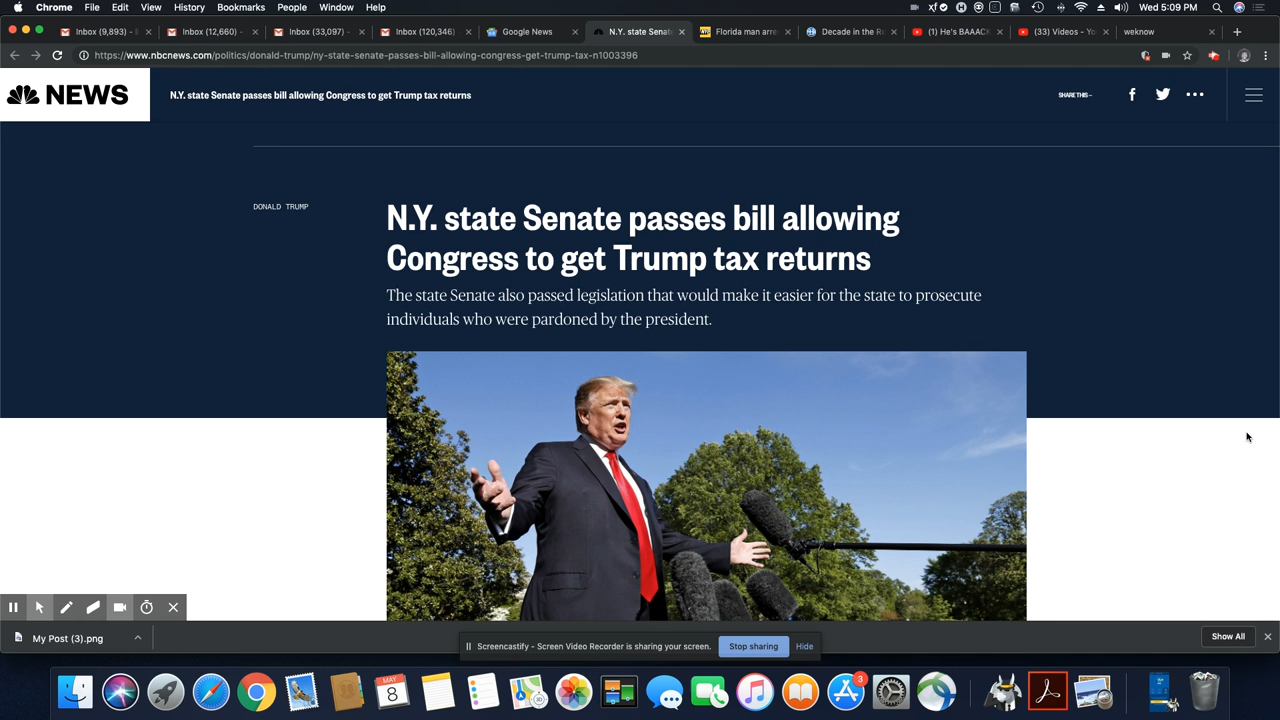 Chrome File Edit View History Bookmarks People Window Help Wed 5:09 PM
Inbox (9,893) - Inbox (12,660) - Inbox (33,097) - Inbox (120,346) Google News N.Y. state Senat Florida man arre Decade in the R (1) He's BAAACK (33) Videos - Yo weknow
https://www.nbcnews.com/politics/donald-trump/ny-state-senate-passes-bill-allowing-congress-get-trump-tax-n1003396
NEWS N.Y. state Senate passes bill allowing Congress to get Trump tax returns SHARE THIS —
DONALD TRUMP
N.Y. state Senate passes bill allowing
Congress to get Trump tax returns
The state Senate also passed legislation that would make it easier for the state to prosecute
individuals who were pardoned by the president.
My Post (3).png
Screencastify - Screen Video Recorder is sharing your screen. Stop sharing Hide
Show All
MAY
8
3D
3